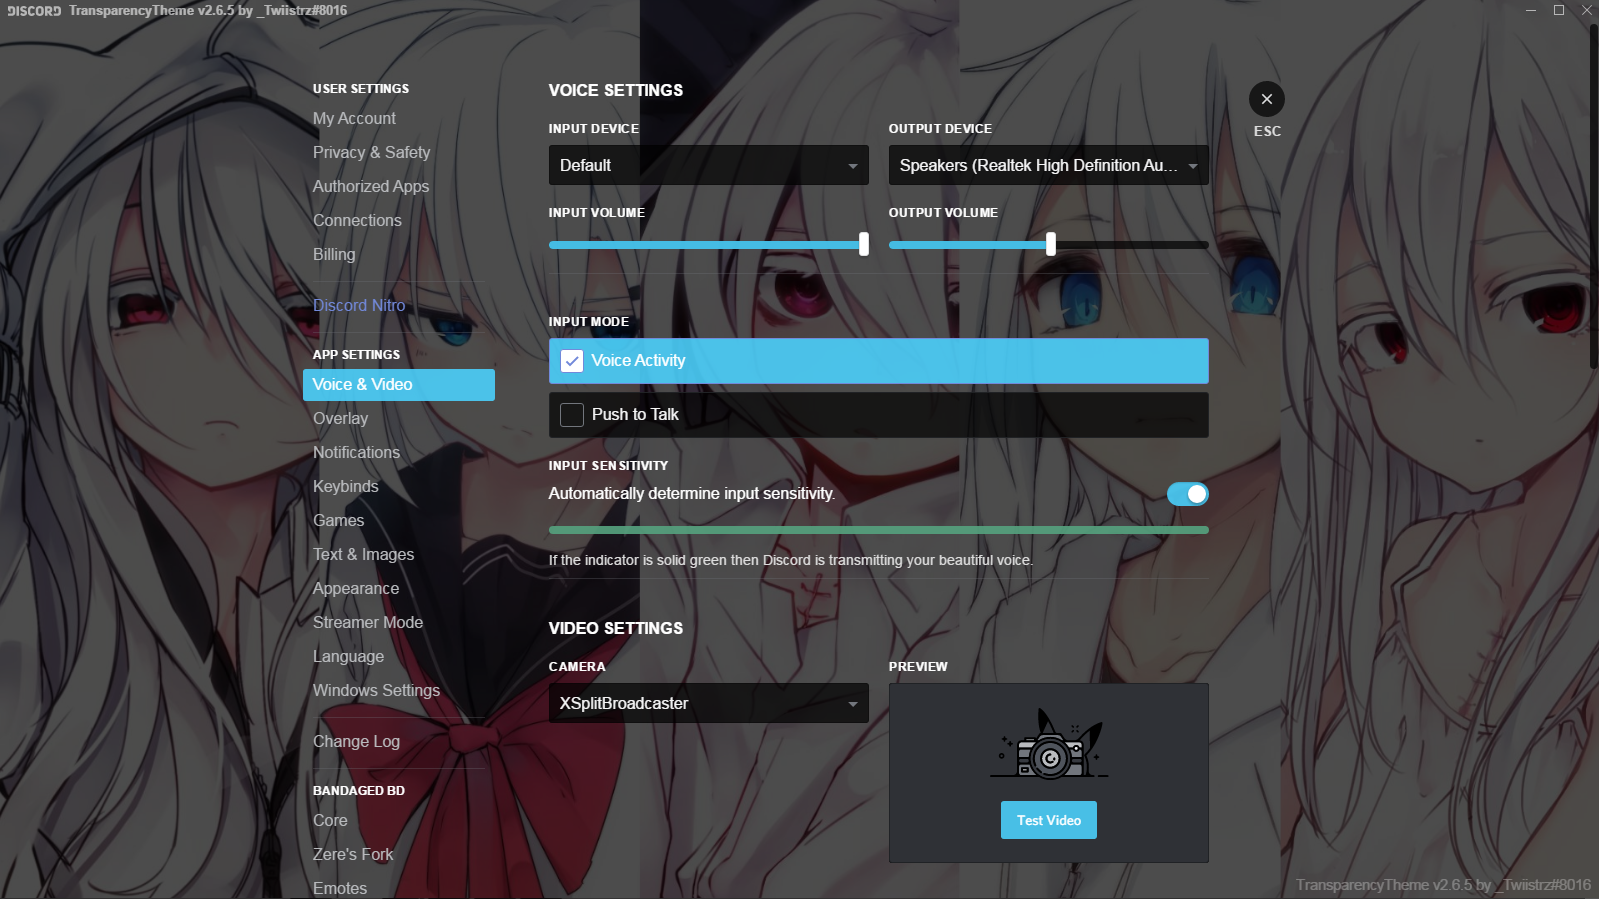 DISCORD TransparencyTheme v2.6.5 by _Twiistrz#8016
USER SETTINGS
My Account
Privacy & Safety
Authorized Apps
Connections
Billing
Discord Nitro
APP SETTINGS
Voice & Video
Overlay
Notifications
Keybinds
Games
Text & Images
Appearance
Streamer Mode
Language
Windows Settings
Change Log
BANDAGED BD
Core
Zere's Fork
Emotes
VOICE SETTINGS
INPUT DEVICE
Default
OUTPUT DEVICE
Speakers (Realtek High Definition Au...
INPUT VOLUME
OUTPUT VOLUME
INPUT MODE
Voice Activity
Push to Talk
INPUT SENSITIVITY
Automatically determine input sensitivity.
If the indicator is solid green then Discord is transmitting your beautiful voice.
VIDEO SETTINGS
CAMERA
XSplitBroadcaster
PREVIEW
Test Video
ESC
TransparencyTheme v2.6.5 by _Twiistrz#8016